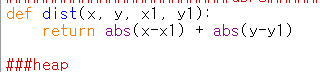 def dist(x, y, x1, y1):
    return abs(x-x1) + abs(y-y1)
###heap